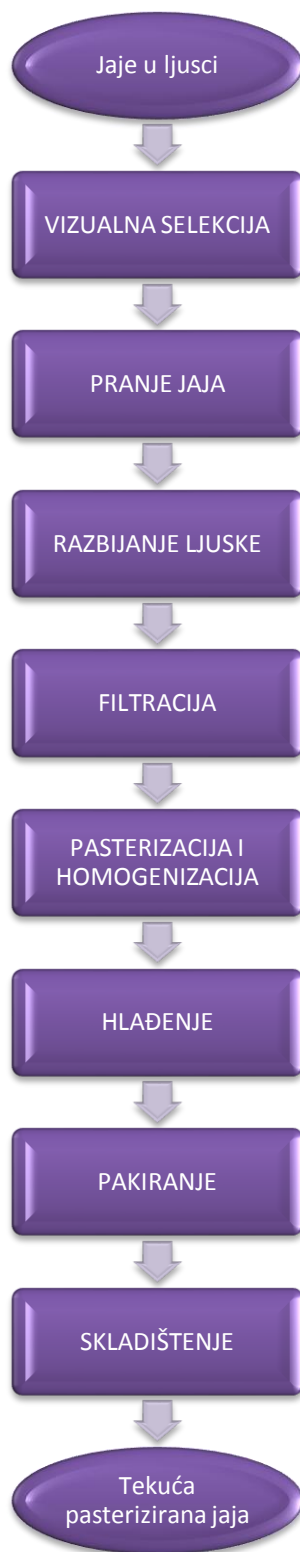 Jaje u ljusci
VIZUALNA SELEKCIJA
PRANJE JAJA
RAZBIJANJE LJUSKE
FILTRACIJA
PASTERIZACIJA I
HOMOGENIZACIJA
HLAĐENJE
PAKIRANJE
SKLADIŠTENJE
Tekuća
pasterizirana jaja